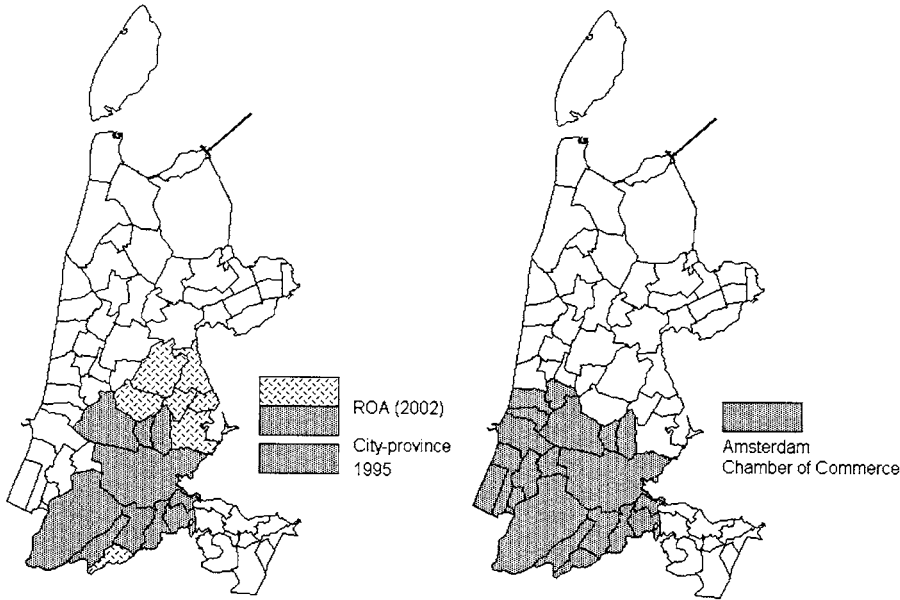 ROA (2002)
City-province
1995
Amsterdam
Chamber of Commerce